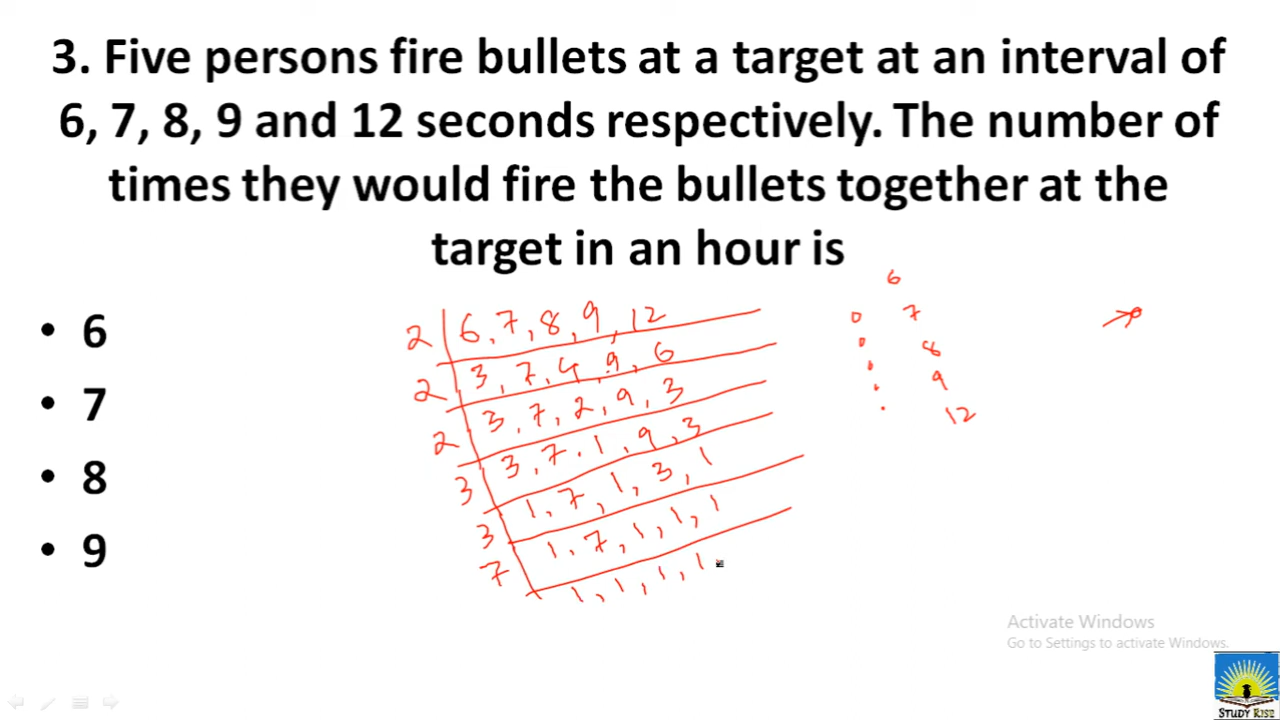 3. Five persons fire bullets at a target at an interval of
6, 7, 8, 9 and 12 seconds respectively. The number of
times they would fire the bullets together at the
target in an hour is
• 6
• 7
• 8
• 9
2 6, 7, 8, 9, 12
2 3, 7, 4, 9, 6
2 3, 7, 2, 9, 3
3 3, 7, 1, 9, 3
3 1, 7, 1, 3, 1
7 1, 7, 1, 1, 1
1, 1, 1, 1
6
7
8
9
12
Activate Windows
Go to Settings to activate Windows.
STUDY RISE